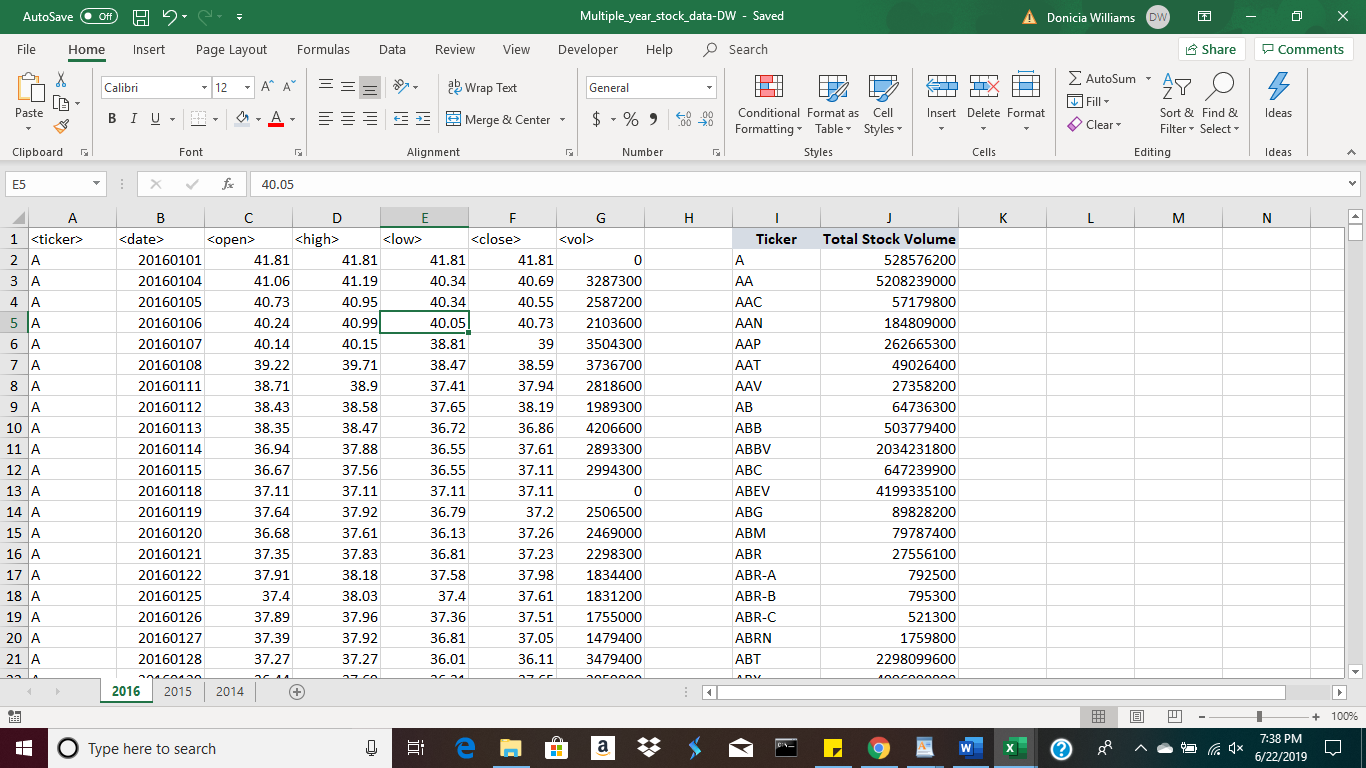 AutoSave Off Multiple_year_stock_data-DW - Saved Donicia Williams DW
File Home Insert Page Layout Formulas Data Review View Developer Help Search Share Comments
Paste Calibri 12 A A Wrap Text General Conditional Formatting Format as Table Cell Styles Insert Delete Format AutoSum Fill Clear Sort & Filter Find & Select Ideas
B I U A Merge & Center $ % , .00 .00
Clipboard Font Alignment Number Styles Cells Editing Ideas
E5 fx 40.05
A B C D E F G H I J K L M N
1 <ticker> <date> <open> <high> <low> <close> <vol> Ticker Total Stock Volume
2 A 20160101 41.81 41.81 41.81 41.81 0 A 528576200
3 A 20160104 41.06 41.19 40.34 40.69 3287300 AA 5208239000
4 A 20160105 40.73 40.95 40.34 40.55 2587200 AAC 57179800
5 A 20160106 40.24 40.99 40.05 40.73 2103600 AAN 184809000
6 A 20160107 40.14 40.15 38.81 39 3504300 AAP 262665300
7 A 20160108 39.22 39.71 38.47 38.59 3736700 AAT 49026400
8 A 20160111 38.71 38.9 37.41 37.94 2818600 AAV 27358200
9 A 20160112 38.43 38.58 37.65 38.19 1989300 AB 64736300
10 A 20160113 38.35 38.47 36.72 36.86 4206600 ABB 503779400
11 A 20160114 36.94 37.88 36.55 37.61 2893300 ABBV 2034231800
12 A 20160115 36.67 37.56 36.55 37.11 2994300 ABC 647239900
13 A 20160118 37.11 37.11 37.11 37.11 0 ABEV 4199335100
14 A 20160119 37.64 37.92 36.79 37.2 2506500 ABG 89828200
15 A 20160120 36.68 37.61 36.13 37.26 2469000 ABM 79787400
16 A 20160121 37.35 37.83 36.81 37.23 2298300 ABR 27556100
17 A 20160122 37.91 38.18 37.58 37.98 1834400 ABR-A 792500
18 A 20160125 37.4 38.03 37.4 37.61 1831200 ABR-B 795300
19 A 20160126 37.89 37.96 37.36 37.51 1755000 ABR-C 521300
20 A 20160127 37.39 37.92 36.81 37.05 1479400 ABRN 1759800
21 A 20160128 37.27 37.27 36.01 36.11 3479400 ABT 2298099600
2016 2015 2014
100%
Type here to search
7:38 PM
6/22/2019